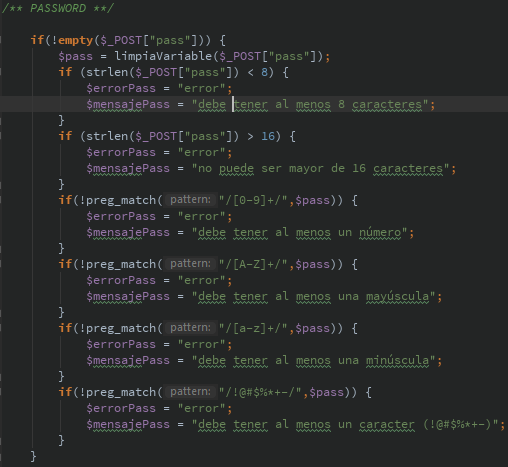 /** PASSWORD **/
if(!empty($_POST["pass"])) {
$pass = limpiaVariable($_POST["pass"]);
if (strlen($_POST["pass"]) < 8) {
$errorPass = "error";
$mensajePass = "debe tener al menos 8 caracteres";
}
if (strlen($_POST["pass"]) > 16) {
$errorPass = "error";
$mensajePass = "no puede ser mayor de 16 caracteres";
}
if(!preg_match( pattern: "/[0-9]+/",$pass)) {
$errorPass = "error";
$mensajePass = "debe tener al menos un número";
}
if(!preg_match( pattern: "/[A-Z]+/",$pass)) {
$errorPass = "error";
$mensajePass = "debe tener al menos una mayúscula";
}
if(!preg_match( pattern: "/[a-z]+/",$pass)) {
$errorPass = "error";
$mensajePass = "debe tener al menos una minúscula";
}
if(!preg_match( pattern: "/!@#$%*+-/",$pass)) {
$errorPass = "error";
$mensajePass = "debe tener al menos un caracter (!@#$%*+-)";
}
}